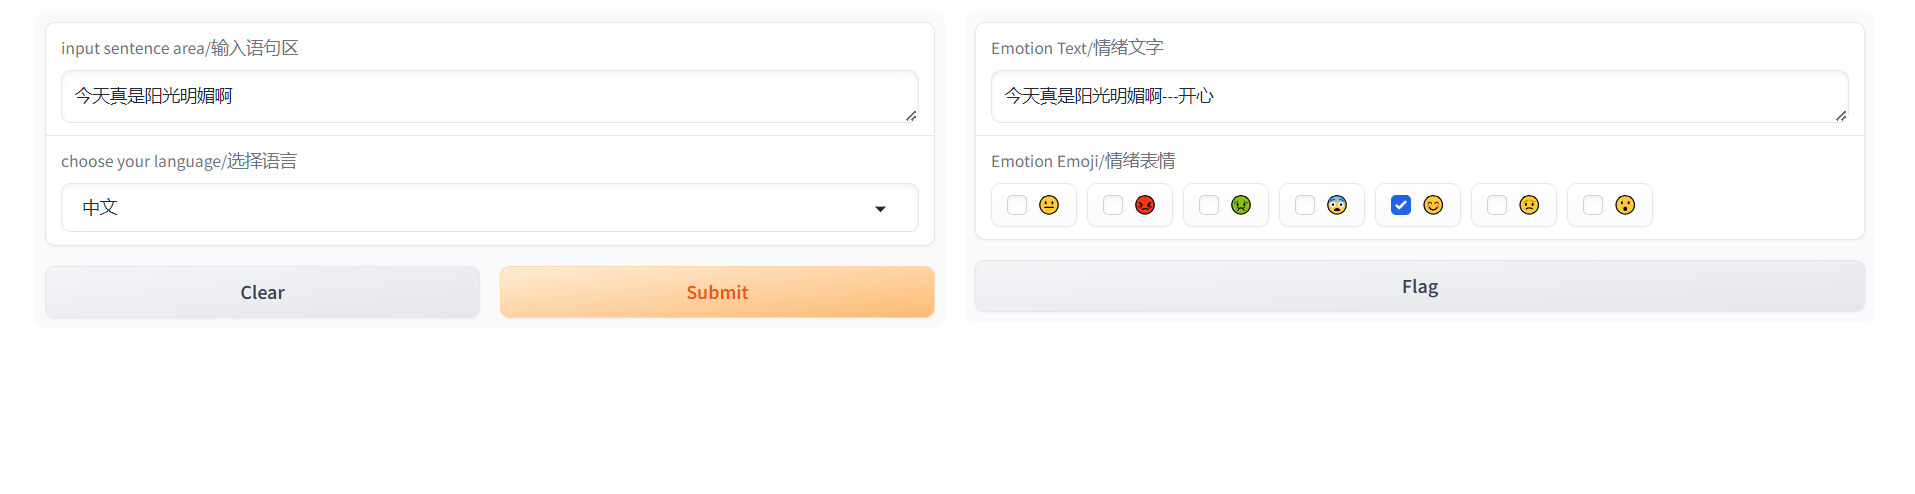 input sentence area/输入语句区
今天真是阳光明媚啊
choose your language/选择语言
中文
Clear
Submit
Emotion Text/情绪文字
今天真是阳光明媚啊---开心
Emotion Emoji/情绪表情
😐 😡 🤢 😨 😊 🙁 😮
Flag